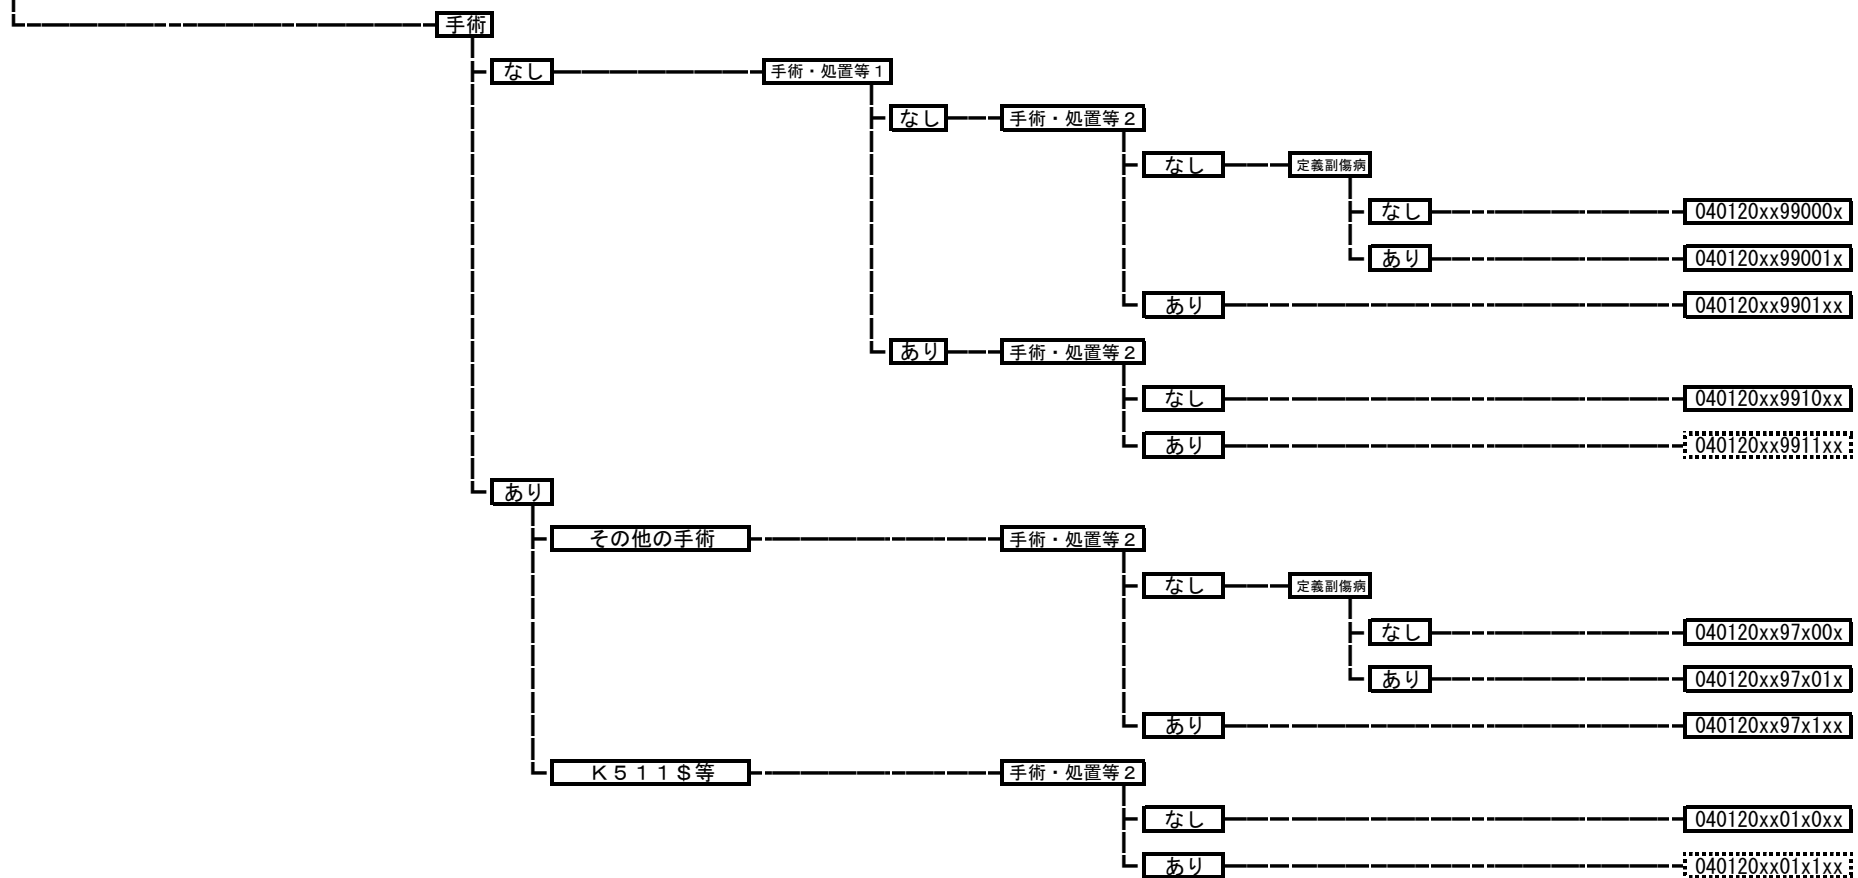 手術
なし 手術・処置等１
なし 手術・処置等２
なし 定義副傷病
なし 040120xx99000x
あり 040120xx99001x
あり 040120xx9901xx
あり 手術・処置等２
なし 040120xx9910xx
あり 040120xx9911xx
あり
その他の手術 手術・処置等２
なし 定義副傷病
なし 040120xx97x00x
あり 040120xx97x01x
あり 040120xx97x1xx
Ｋ５１１＄等 手術・処置等２
なし 040120xx01x0xx
あり 040120xx01x1xx